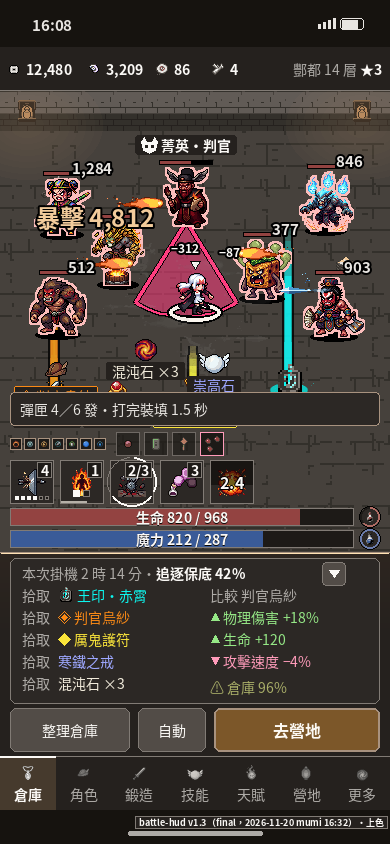 16:08
12,480 3,209 86 4 酆都 14 層 ★3
菁英・判官
1,284
846
暴擊 4,812
377
−312
−87
512
903
混沌石 ×3
崇高石
彈匣 4／6 發・打完裝填 1.5 秒
4 1 2/3 3 2.4
生命 820 / 968
魔力 212 / 287
本次掛機 2 時 14 分・追逐保底 42%
拾取 王印・赤霄
拾取 判官烏紗
拾取 厲鬼護符
拾取 寒鐵之戒
拾取 混沌石 ×3
比較 判官烏紗
物理傷害 +18%
生命 +120
攻擊速度 −4%
倉庫 96%
整理倉庫 自動 去營地
倉庫 角色 鍛造 技能 天賦 營地 更多
battle-hud v1.3（final，2026-11-20 mumi 16:32）・上色